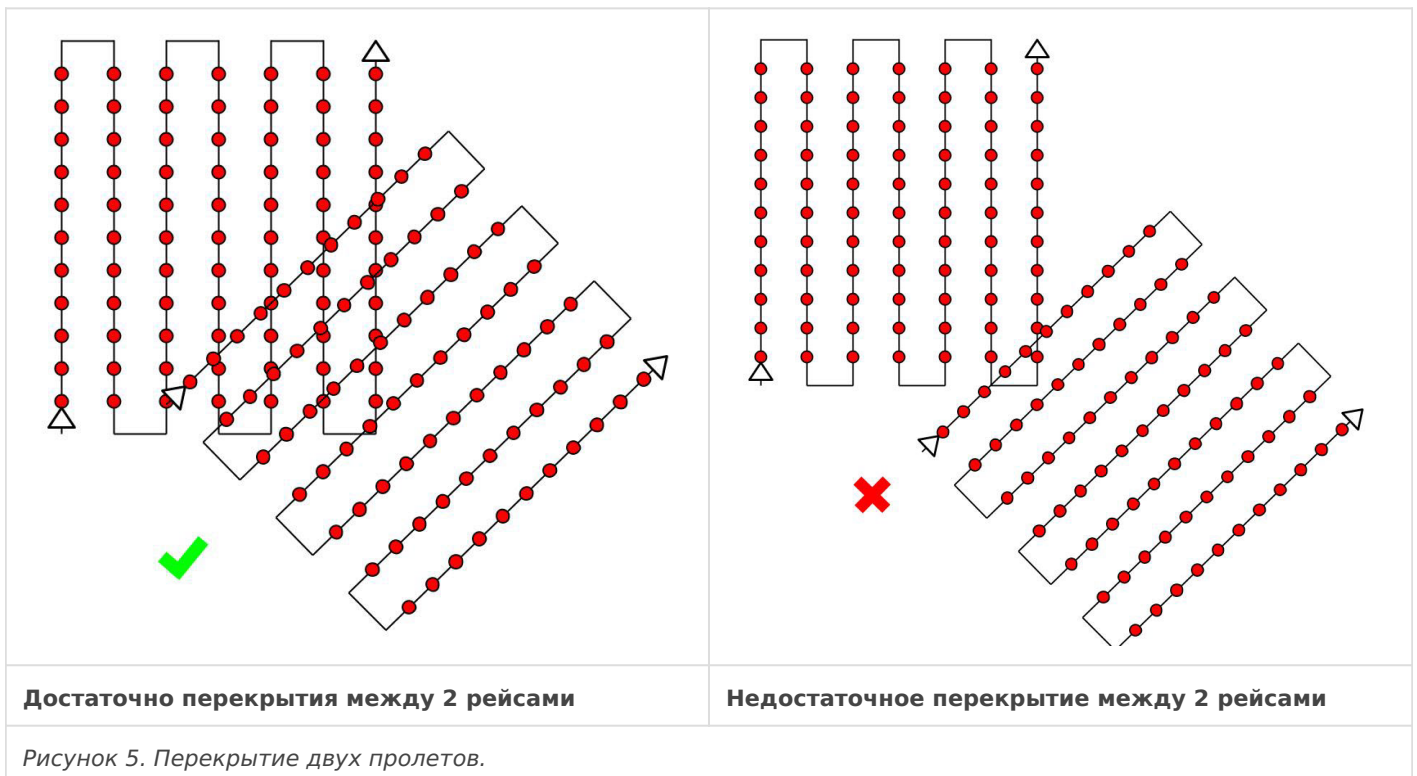 Достаточно перекрытия между 2 рейсами
Недостаточное перекрытие между 2 рейсами
Рисунок 5. Перекрытие двух пролетов.